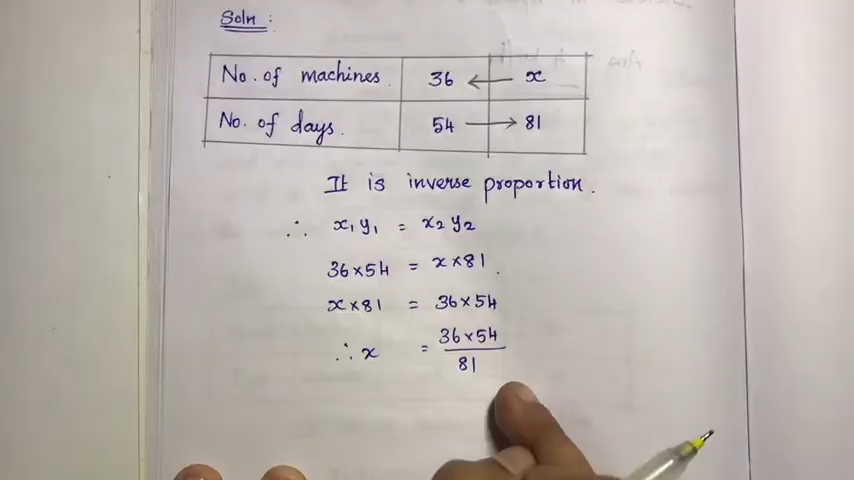 Soln :
No. of machines. 36 ← x
No. of days. 54 → 81
It is inverse proportion.
∴ x₁y₁ = x₂y₂
36×54 = x×81.
x×81 = 36×54
∴ x = 36×54
81